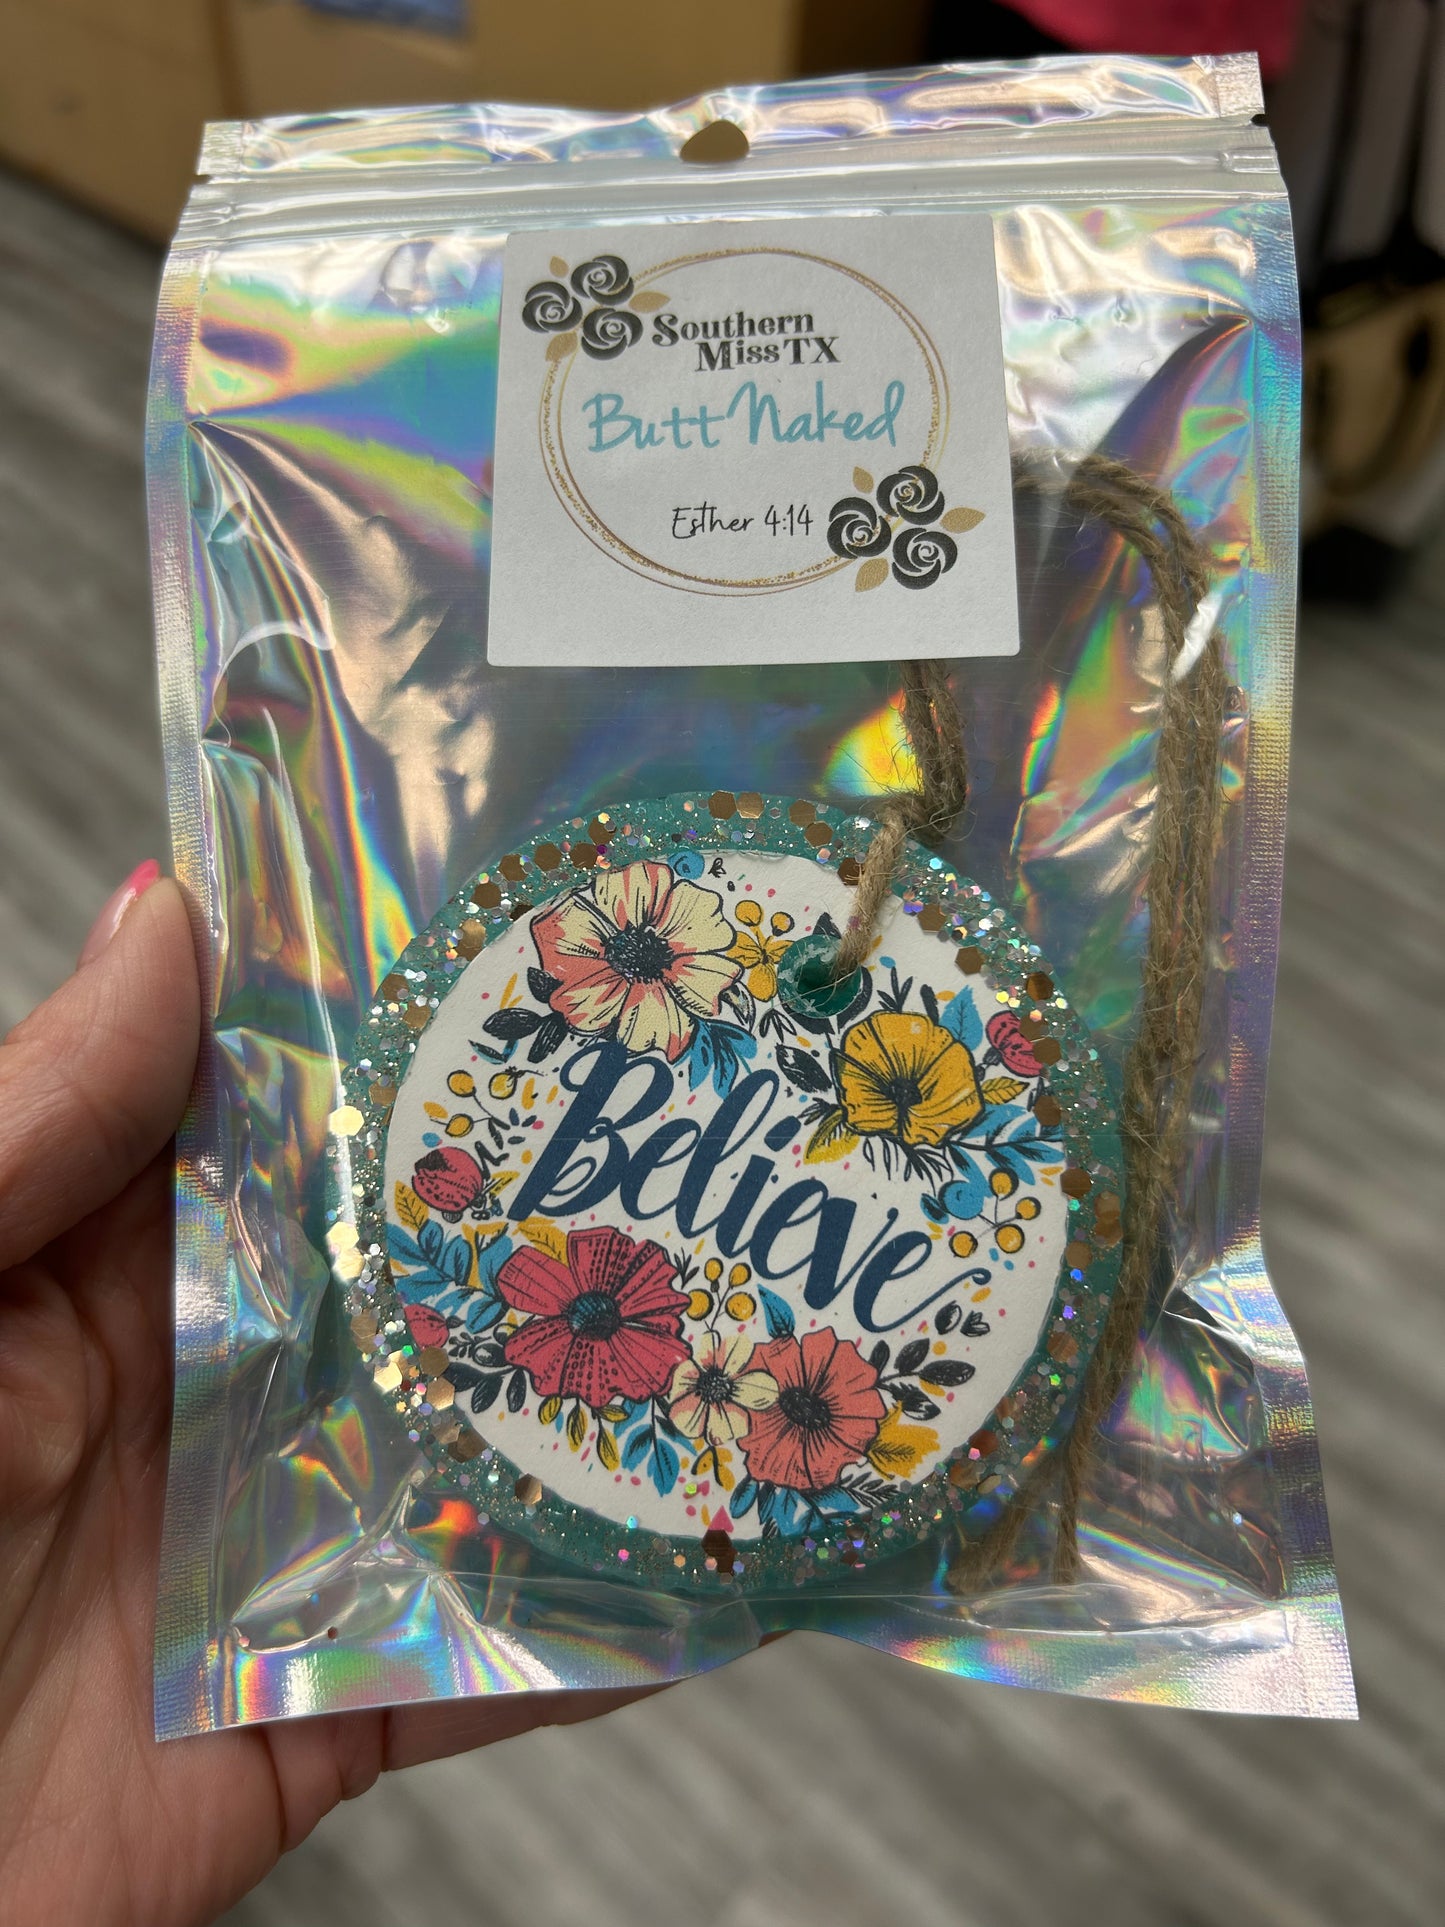 Southern
Miss TX
Butt Naked
Esther 4:14
Believe